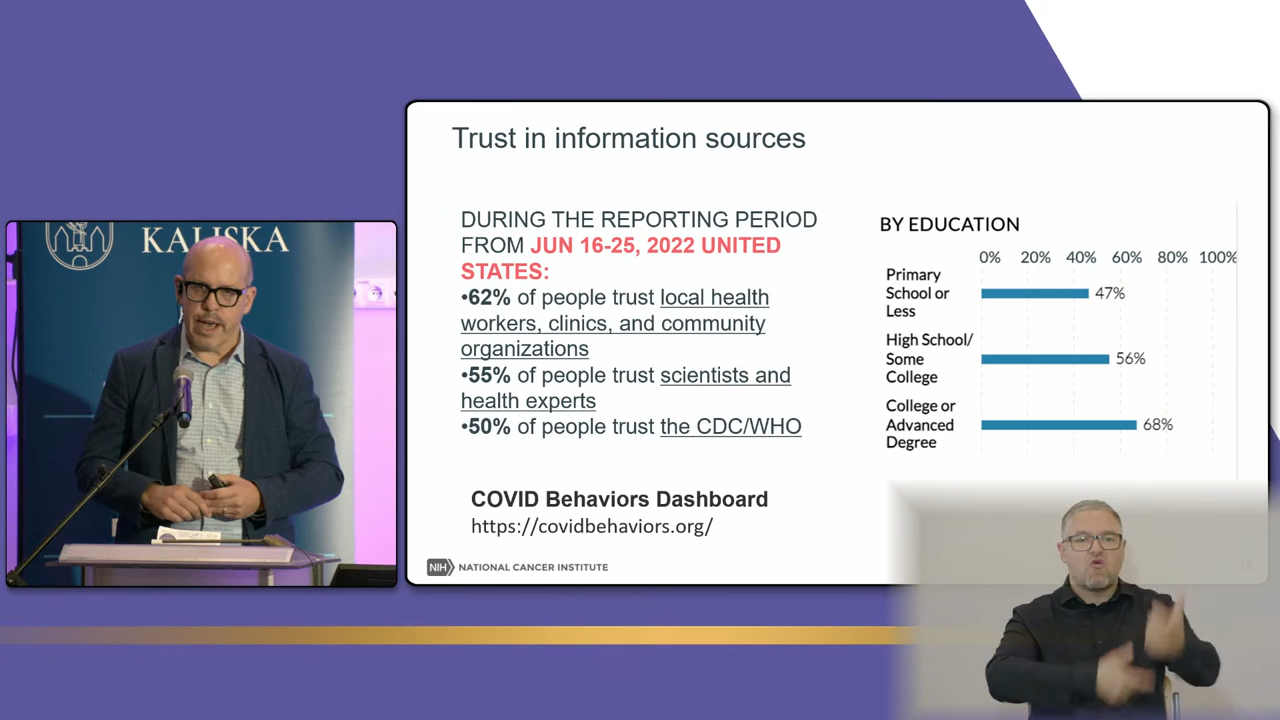 KALISKA
Trust in information sources
DURING THE REPORTING PERIOD
FROM JUN 16-25, 2022 UNITED
STATES:
•62% of people trust local health
workers, clinics, and community
organizations
•55% of people trust scientists and
health experts
•50% of people trust the CDC/WHO
COVID Behaviors Dashboard
https://covidbehaviors.org/
NIH NATIONAL CANCER INSTITUTE
BY EDUCATION
0% 20% 40% 60% 80% 100%
Primary
School or
Less
47%
High School/
Some
College
56%
College or
Advanced
Degree
68%